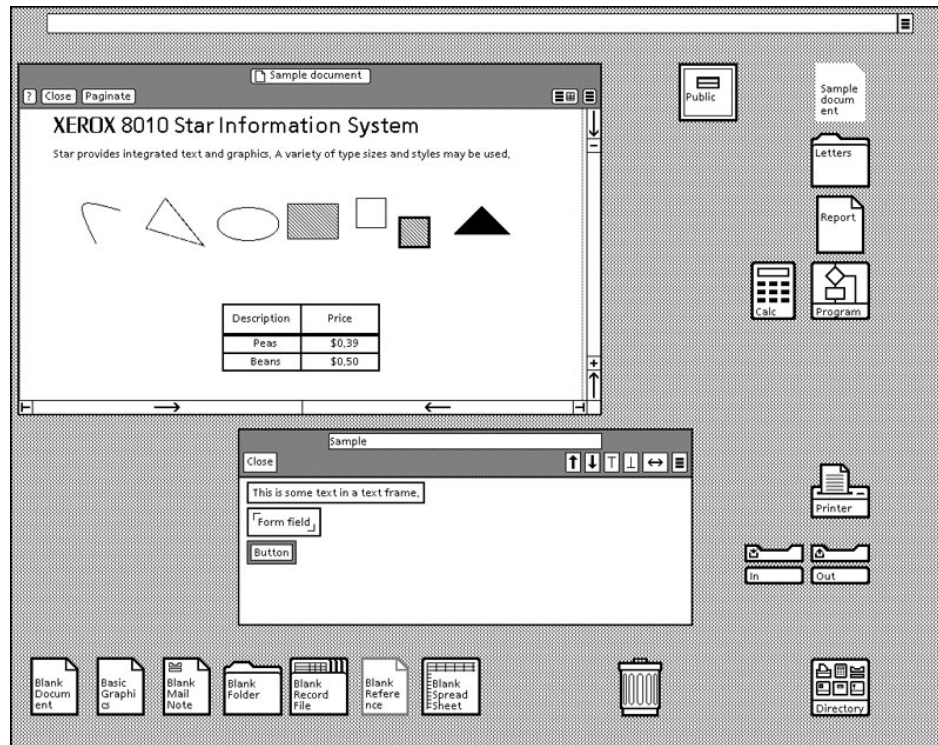 Sample document
? Close Paginate
XEROX 8010 Star Information System
Star provides integrated text and graphics. A variety of type sizes and styles may be used.
Description Price
Peas $0.39
Beans $0.50
Public
Sample
docum
ent
Letters
Report
Calc
Program
Sample
Close
This is some text in a text frame.
Form field
Button
Printer
In
Out
Blank
Docum
ent
Basic
Graphi
cs
Blank
Mail
Note
Blank
Folder
Blank
Record
File
Blank
Refere
nce
Blank
Spread
Sheet
Directory